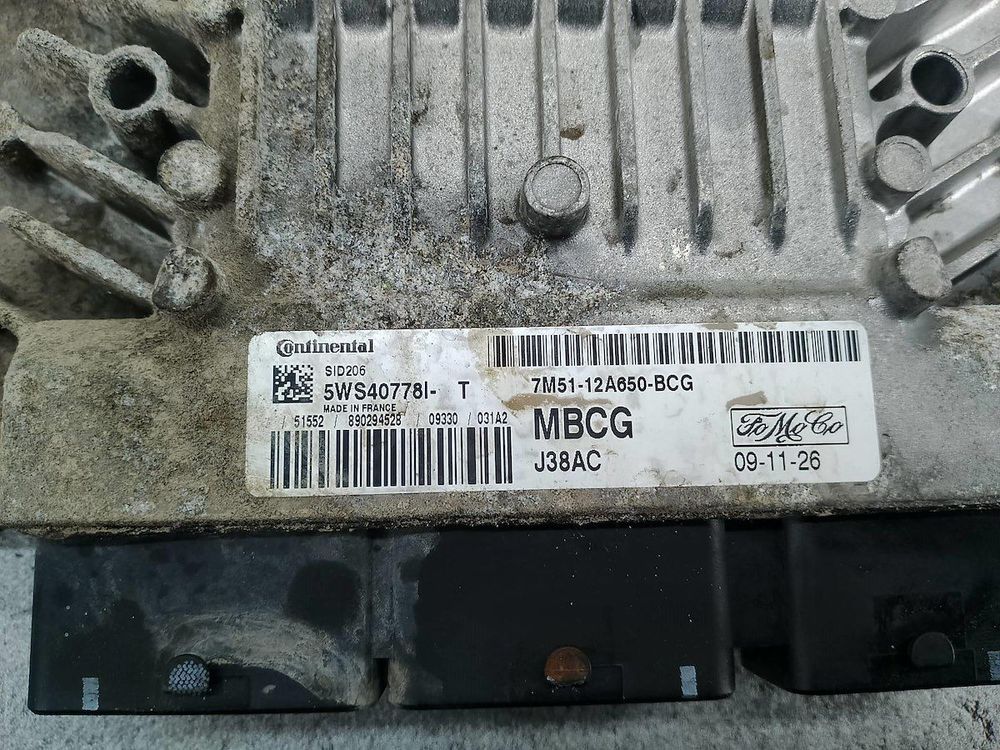 Continental
SID206
5WS40778I- T
MADE IN FRANCE
/ 51552 / 890294528 / 09330 / 031A2
7M51-12A650-BCG
MBCG
FoMoCo
J38AC
09-11-26